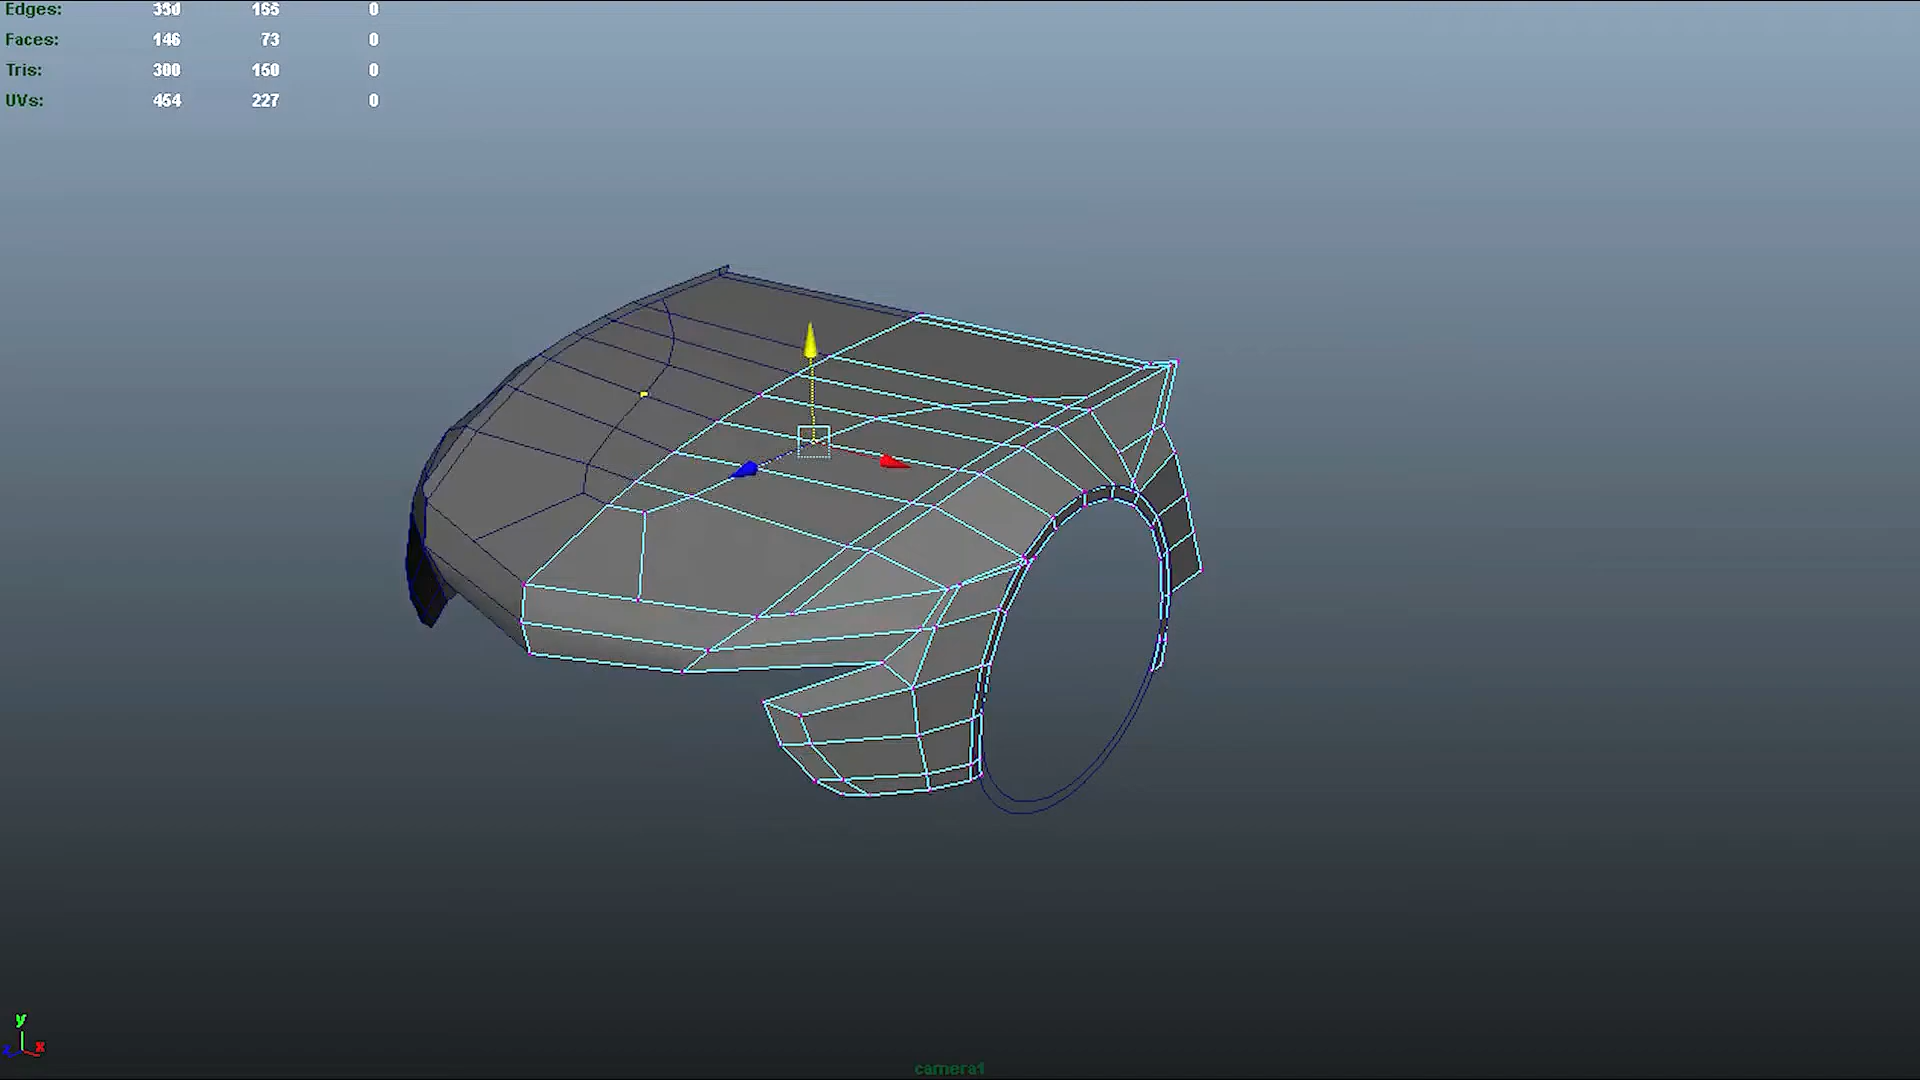 Edges: 350 165 0
Faces: 146 73 0
Tris: 300 150 0
UVs: 454 227 0
y
z x
camera1